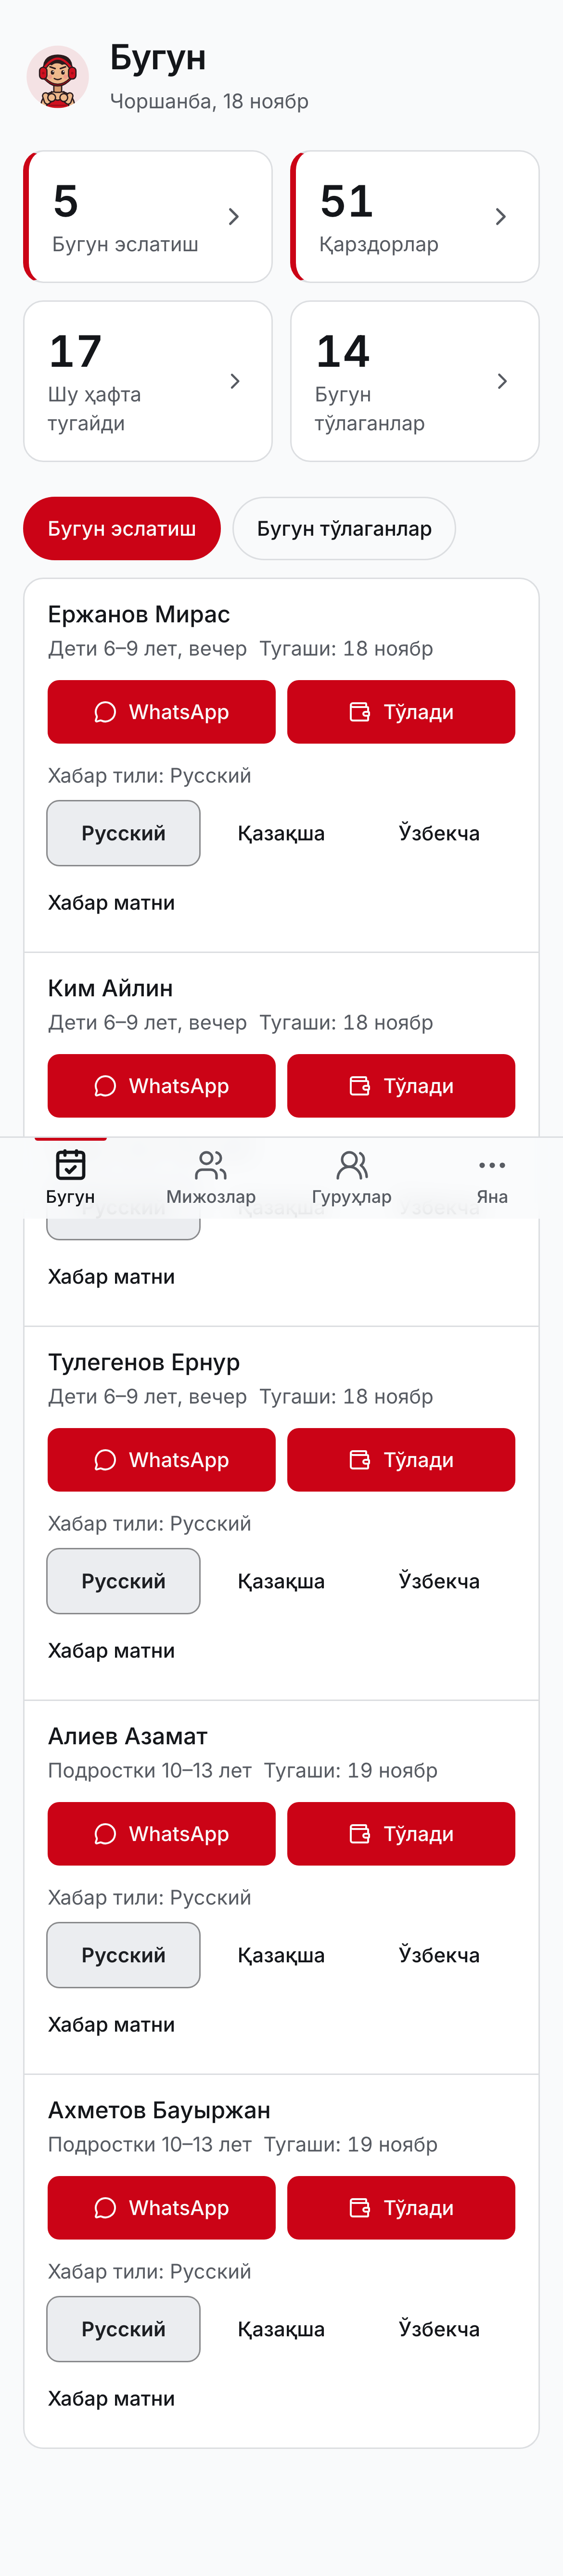 Бугун
Чоршанба, 18 ноябр
5
Бугун эслатиш
51
Қарздорлар
17
Шу ҳафта
тугайди
14
Бугун
тўлаганлар
Бугун эслатиш
Бугун тўлаганлар
Ержанов Мирас
Дети 6–9 лет, вечер Тугаши: 18 ноябр
WhatsApp
Тўлади
Хабар тили: Русский
Русский
Қазақша
Ўзбекча
Хабар матни
Ким Айлин
Дети 6–9 лет, вечер Тугаши: 18 ноябр
WhatsApp
Тўлади
Бугун
Мижозлар
Гуруҳлар
Яна
Русский
Қазақша
Ўзбекча
Хабар матни
Тулегенов Ернур
Дети 6–9 лет, вечер Тугаши: 18 ноябр
WhatsApp
Тўлади
Хабар тили: Русский
Русский
Қазақша
Ўзбекча
Хабар матни
Алиев Азамат
Подростки 10–13 лет Тугаши: 19 ноябр
WhatsApp
Тўлади
Хабар тили: Русский
Русский
Қазақша
Ўзбекча
Хабар матни
Ахметов Бауыржан
Подростки 10–13 лет Тугаши: 19 ноябр
WhatsApp
Тўлади
Хабар тили: Русский
Русский
Қазақша
Ўзбекча
Хабар матни